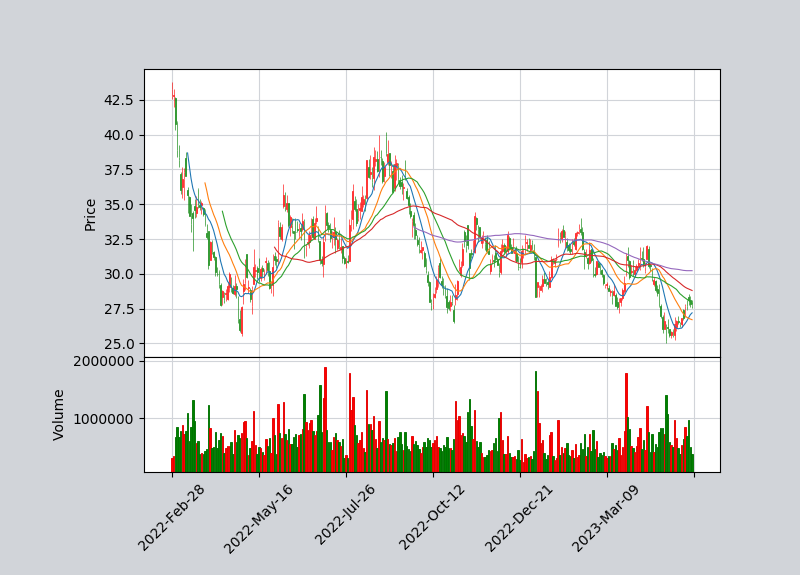 Price
42.5
40.0
37.5
35.0
32.5
30.0
27.5
25.0
Volume
2000000
1000000
2022-Feb-28
2022-May-16
2022-Jul-26
2022-Oct-12
2022-Dec-21
2023-Mar-09